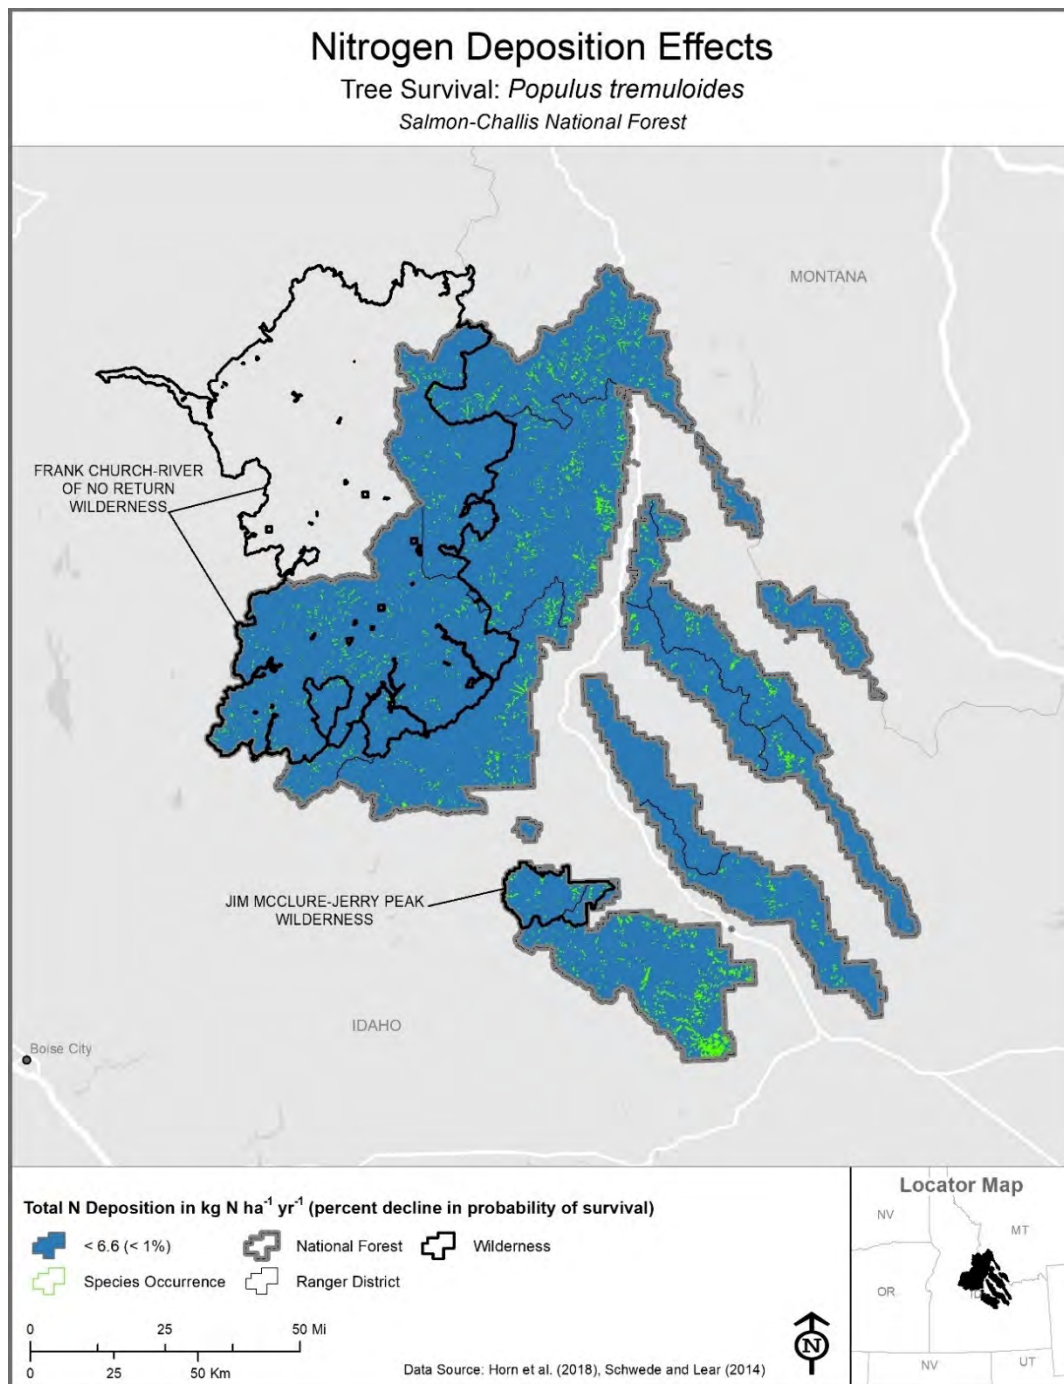 Nitrogen Deposition Effects
Tree Survival: Populus tremuloides
Salmon-Challis National Forest
MONTANA
FRANK CHURCH-RIVER
OF NO RETURN
WILDERNESS
JIM MCCLURE-JERRY PEAK
WILDERNESS
IDAHO
Boise City
Total N Deposition in kg N ha⁻¹ yr⁻¹ (percent decline in probability of survival)
< 6.6 (< 1%)
National Forest
Wilderness
Species Occurrence
Ranger District
0 25 50 Mi
0 25 50 Km
Data Source: Horn et al. (2018), Schwede and Lear (2014)
N
Locator Map
NV
MT
OR
ID
NV
UT